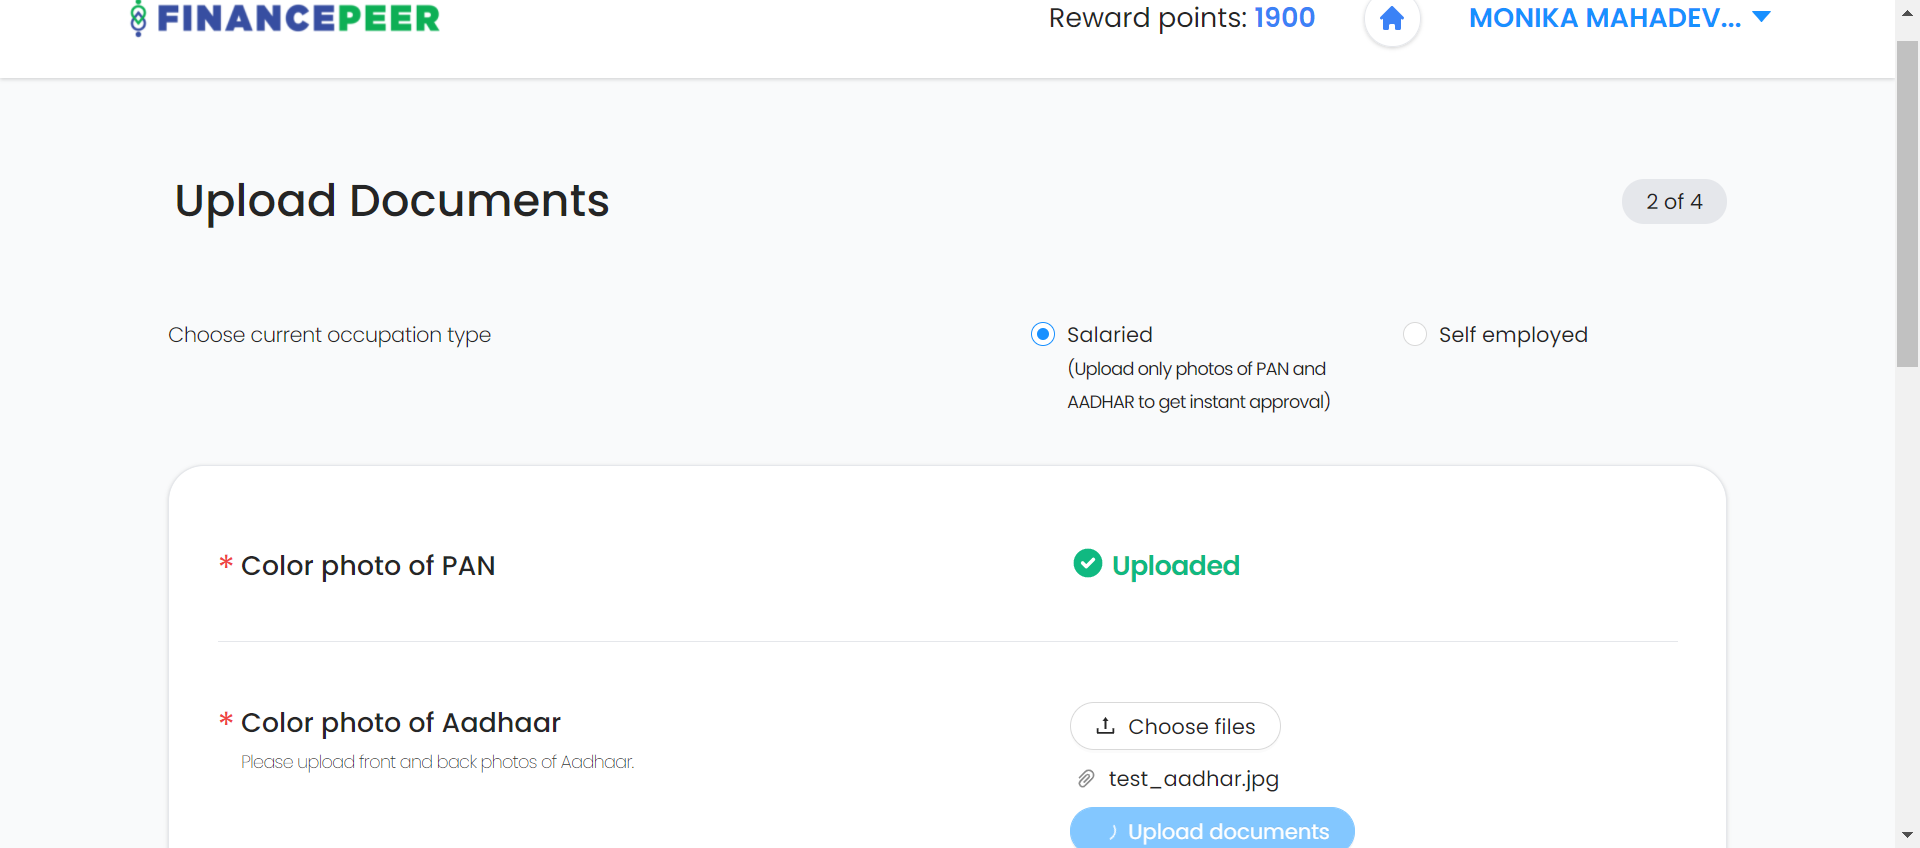 FINANCEPEER
Reward points: 1900
MONIKA MAHADEV...
Upload Documents
2 of 4
Choose current occupation type
Salaried
(Upload only photos of PAN and
AADHAR to get instant approval)
Self employed
* Color photo of PAN
Uploaded
* Color photo of Aadhaar
Please upload front and back photos of Aadhaar.
Choose files
test_aadhar.jpg
Upload documents